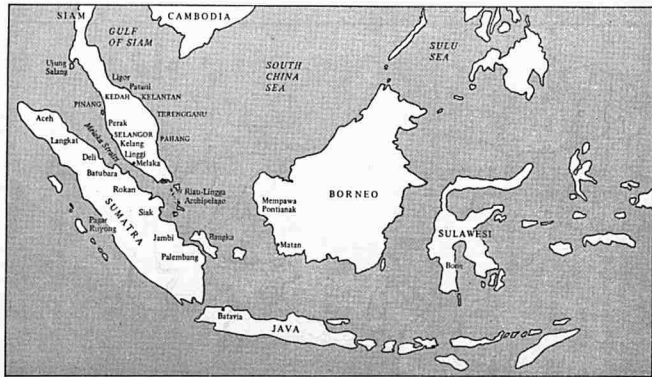 SIAM
CAMBODIA
GULF
OF SIAM
SOUTH
CHINA
SEA
SULU
SEA
Ujung
Salang
Ligor
Patani
KEDAH
KELANTAN
PINANG
TERENGGANU
Perak
Aceh
SELANGOR
Kelang
PAHANG
Langkat
Melaka Straits
Linggi
Melaka
Deli
Batubara
Rokan
Riau-Lingga
Archipelago
SUMATRA
Siak
Mempawa
Pontianak
BORNEO
Pagar
Ruyong
Jambi
Bangka
Matan
SULAWESI
Palembang
Bone
Batavia
JAVA